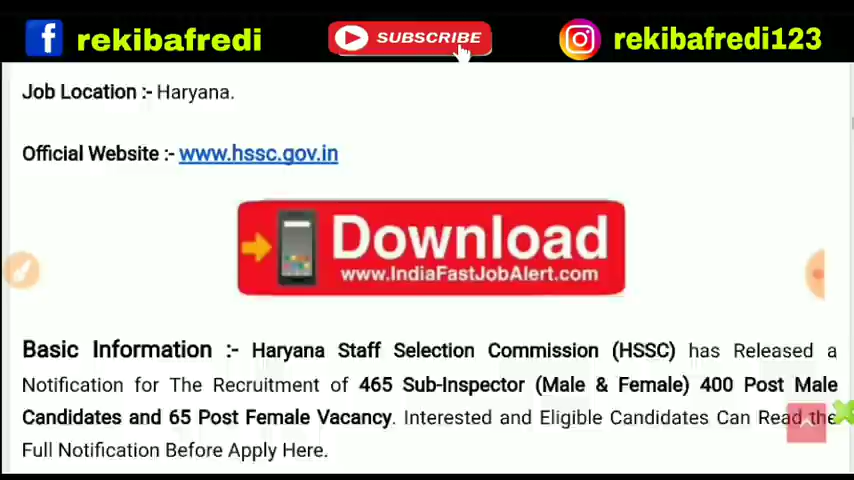 rekibafredi SUBSCRIBE rekibafredi123
Job Location :- Haryana.
Official Website :- www.hssc.gov.in
Download
www.IndiaFastJobAlert.com
Basic Information :- Haryana Staff Selection Commission (HSSC) has Released a
Notification for The Recruitment of 465 Sub-Inspector (Male & Female) 400 Post Male
Candidates and 65 Post Female Vacancy. Interested and Eligible Candidates Can Read the
Full Notification Before Apply Here.